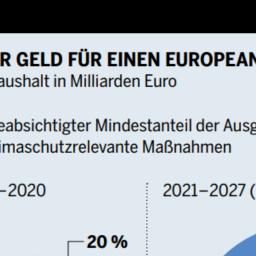 R GELD FÜR EINEN EUROPEAN
aushalt in Milliarden Euro
eabsichtigter Mindestanteil der Ausg
imaschutzrelevante Maßnahmen
–2020
2021–2027 (
20 %